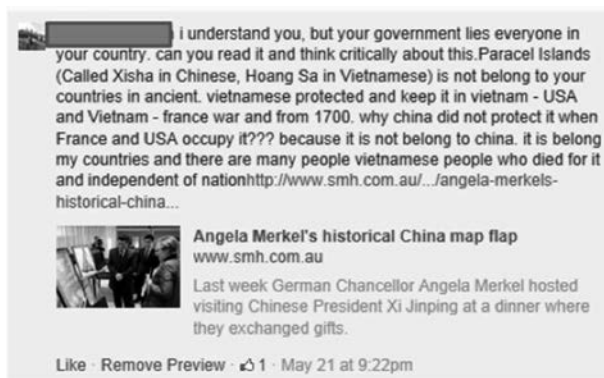 i understand you, but your government lies everyone in
your country. can you read it and think critically about this.Paracel Islands
(Called Xisha in Chinese, Hoang Sa in Vietnamese) is not belong to your
countries in ancient. vietnamese protected and keep it in vietnam - USA
and Vietnam - france war and from 1700. why china did not protect it when
France and USA occupy it??? because it is not belong to china. it is belong
my countries and there are many people vietnamese people who died for it
and independent of nationhttp://www.smh.com.au/.../angela-merkels-
historical-china...
Angela Merkel's historical China map flap
www.smh.com.au
Last week German Chancellor Angela Merkel hosted
visiting Chinese President Xi Jinping at a dinner where
they exchanged gifts.
Like · Remove Preview · 1 · May 21 at 9:22pm